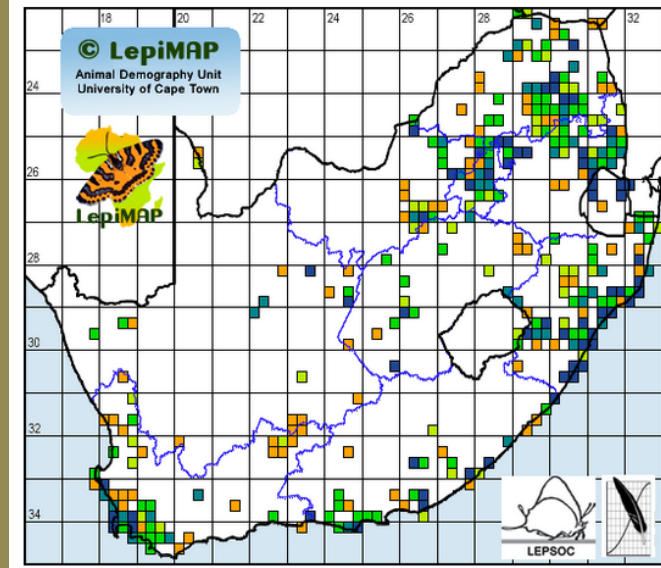 18 20 22 24 26 28 30 32
© LepiMAP
Animal Demography Unit
University of Cape Town
24
LepiMAP
26
28
30
32
34
LEPSOC